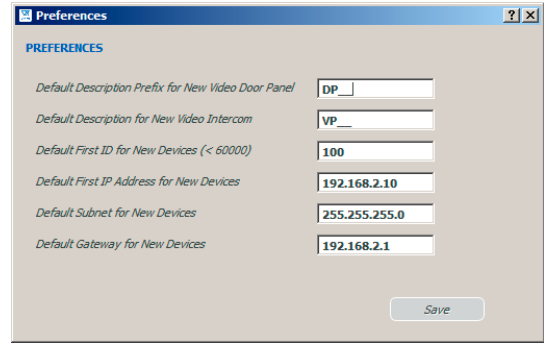 Preferences
PREFERENCES
Default Description Prefix for New Video Door Panel DP__
Default Description for New Video Intercom VP__
Default First ID for New Devices (< 60000) 100
Default First IP Address for New Devices 192.168.2.10
Default Subnet for New Devices 255.255.255.0
Default Gateway for New Devices 192.168.2.1
Save